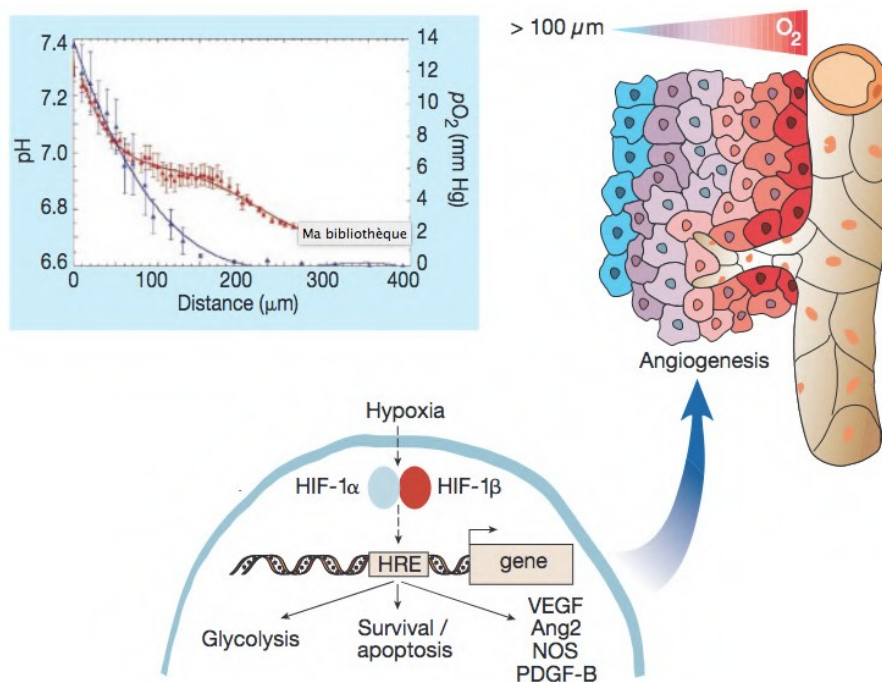 7.4
7.2
7.0
6.8
6.6
pH
14
12
10
8
6
4
2
0
pO₂ (mm Hg)
0 100 200 300 400
Distance (μm)
Ma bibliothèque
> 100 μm
O₂
Angiogenesis
Hypoxia
HIF-1α HIF-1β
HRE gene
Glycolysis
Survival /
apoptosis
VEGF
Ang2
NOS
PDGF-B